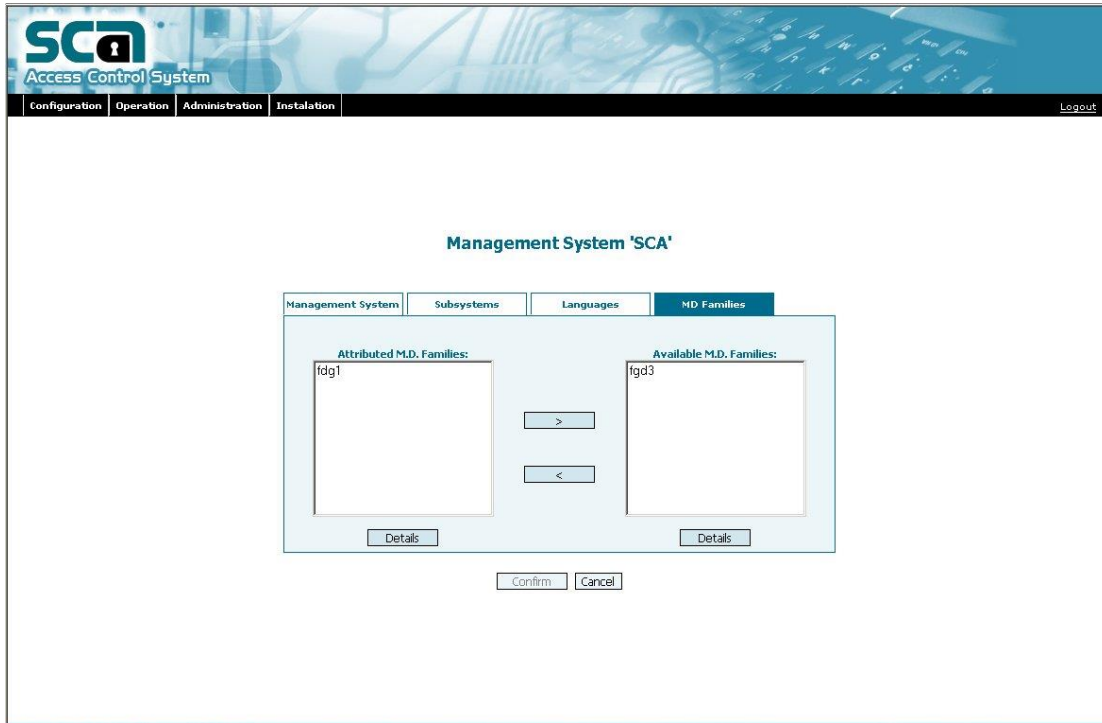 SCA
Access Control System
Configuration Operation Administration Instalation Logout
Management System 'SCA'
Management System Subsystems Languages MD Families
Attributed M.D. Families: Available M.D. Families:
fdg1 fgd3
>
<
Details Details
Confirm Cancel